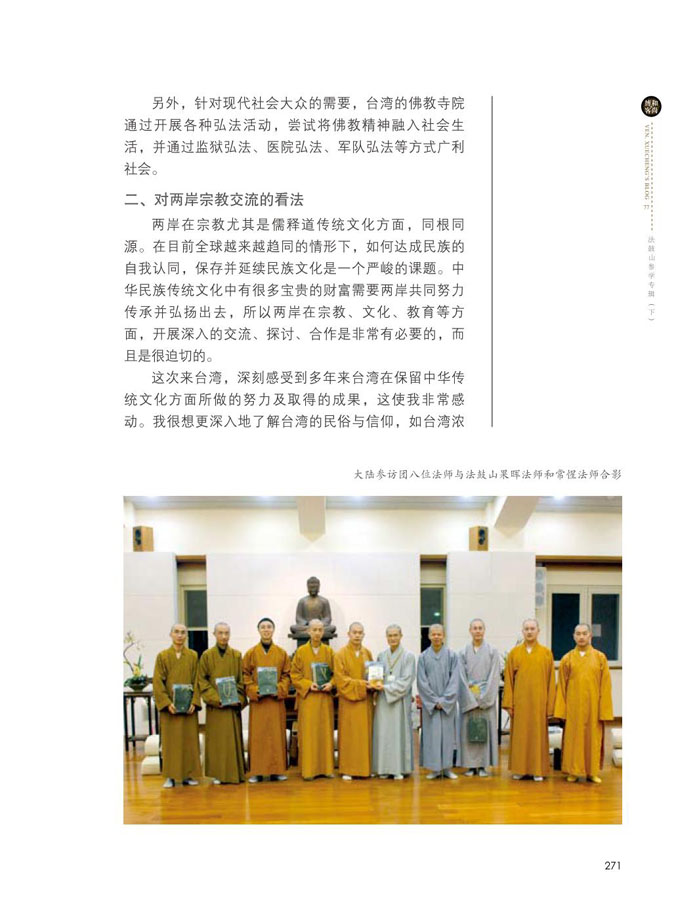 另外，针对现代社会大众的需要，台湾的佛教寺院
通过开展各种弘法活动，尝试将佛教精神融入社会生
活，并通过监狱弘法、医院弘法、军队弘法等方式广利
社会。
二、对两岸宗教交流的看法
两岸在宗教尤其是儒释道传统文化方面，同根同
源。在目前全球越来越趋同的情形下，如何达成民族的
自我认同，保存并延续民族文化是一个严峻的课题。中
华民族传统文化中有很多宝贵的财富需要两岸共同努力
传承并弘扬出去，所以两岸在宗教、文化、教育等方
面，开展深入的交流、探讨、合作是非常有必要的，而
且是很迫切的。
这次来台湾，深刻感受到多年来台湾在保留中华传
统文化方面所做的努力及取得的成果，这使我非常感
动。我很想更深入地了解台湾的民俗与信仰，如台湾浓
大陆参访团八位法师与法鼓山果晖法师和常惺法师合影
和尚
博客
VEN. XUECHENG'S BLOG
法鼓山参学专辑（下）
271